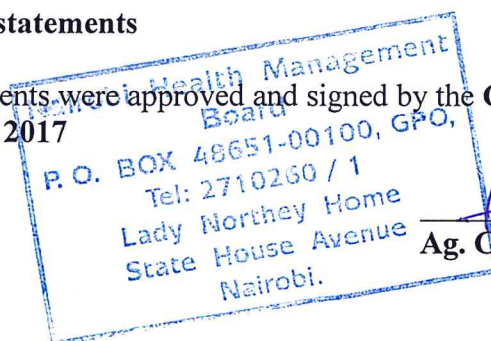 statements
ents were approved and signed by the C
2017
Nairobi Health Management
Board
P. O. BOX 48651-00100, GPO,
Tel: 2710260 / 1
Lady Northey Home
State House Avenue
Nairobi.
Ag. C